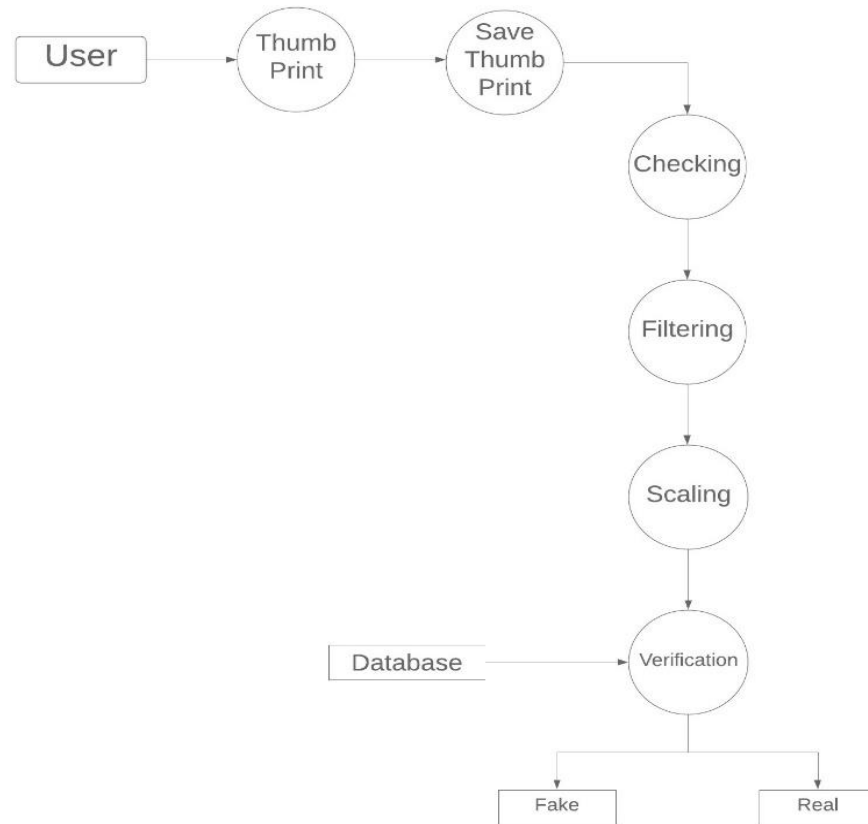 User
Thumb
Print
Save
Thumb
Print
Checking
Filtering
Scaling
Database
Verification
Fake
Real